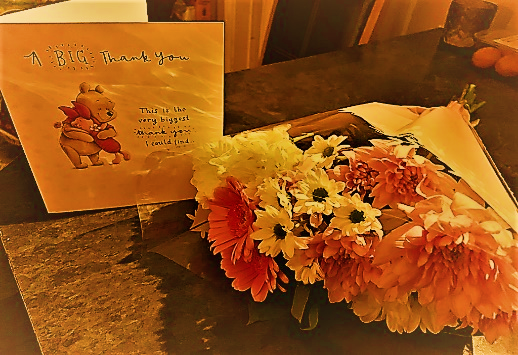 A BIG Thank You
This is the
very biggest
thank you
I could find